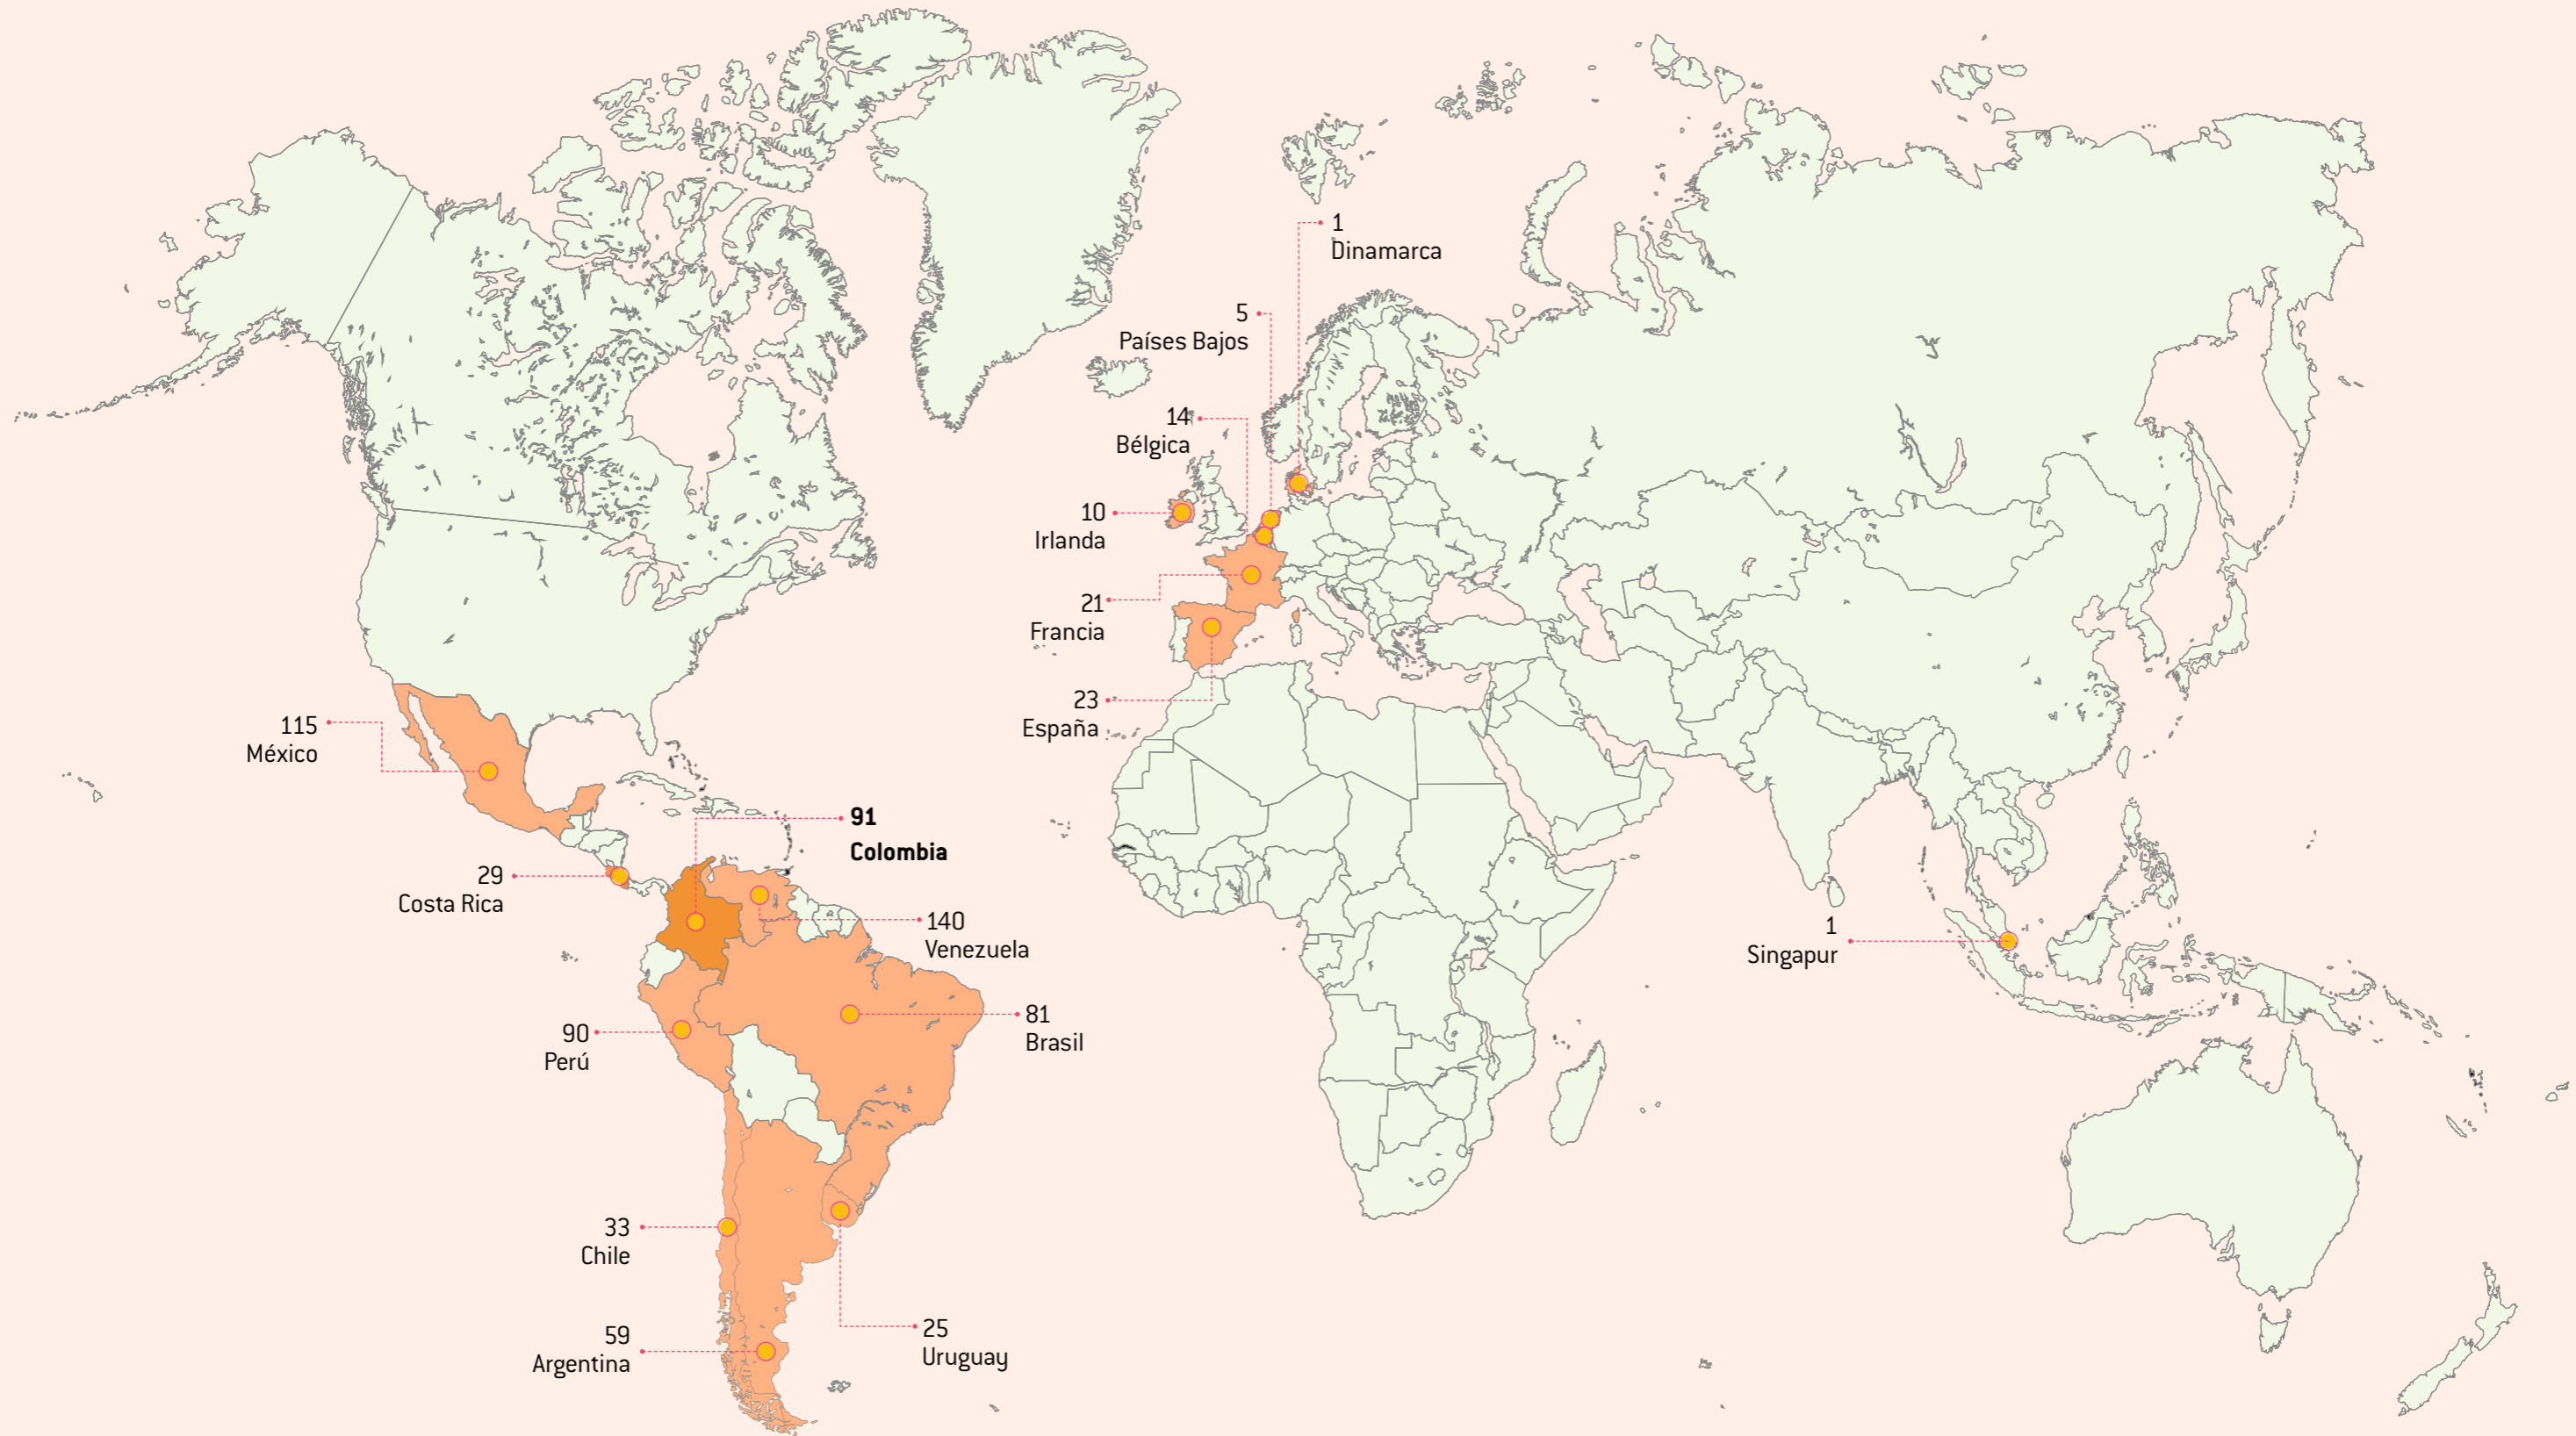 1
Dinamarca
5
Países Bajos
14
Bélgica
10
Irlanda
21
Francia
23
España
115
México
91
Colombia
29
Costa Rica
140
Venezuela
1
Singapur
81
Brasil
90
Perú
33
Chile
25
Uruguay
59
Argentina